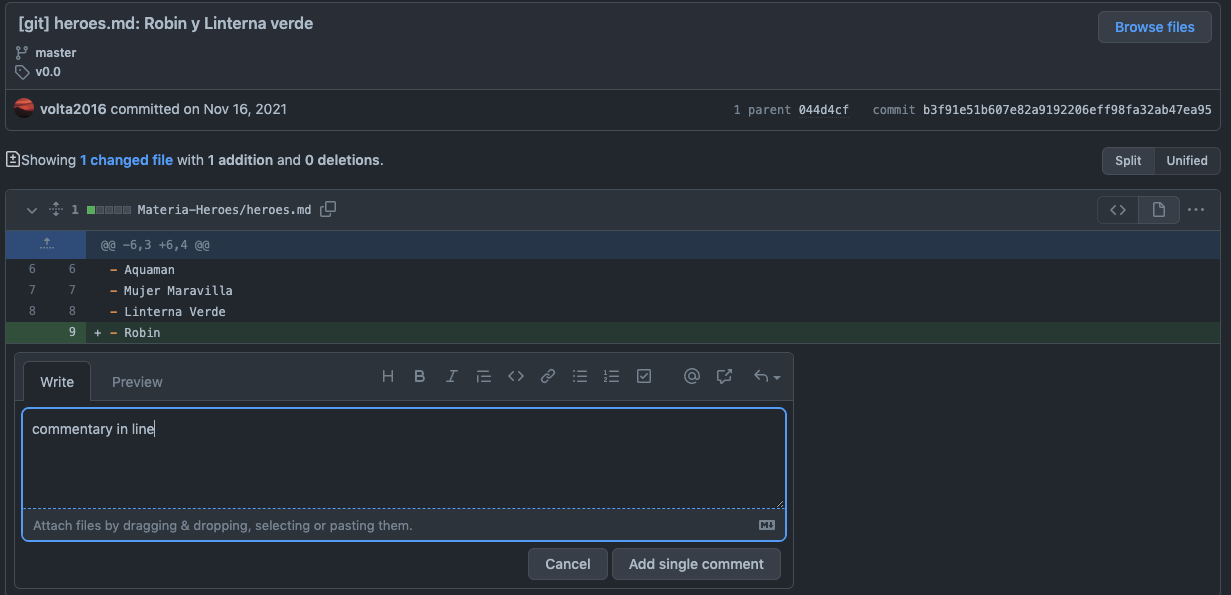 [git] heroes.md: Robin y Linterna verde
Browse files
master
v0.0
volta2016 committed on Nov 16, 2021
1 parent 044d4cf commit b3f91e51b607e82a9192206eff98fa32ab47ea95
Showing 1 changed file with 1 addition and 0 deletions.
Split Unified
1 Materia-Heroes/heroes.md
@@ -6,3 +6,4 @@
6 6 - Aquaman
7 7 - Mujer Maravilla
8 8 - Linterna Verde
9 + - Robin
Write Preview
commentary in line
Attach files by dragging & dropping, selecting or pasting them.
Cancel Add single comment